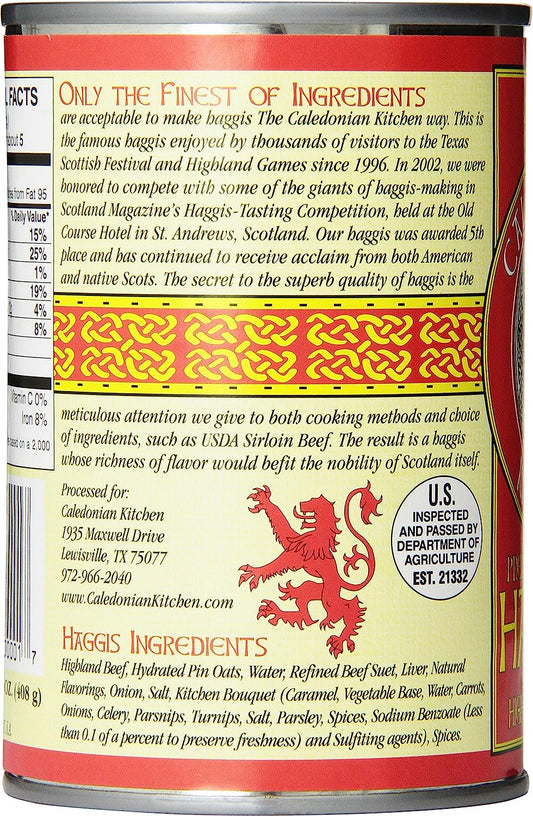 FACTS
about 5
from Fat 95
% Daily Value*
15%
25%
1%
19%
4%
8%
Vitamin C 0%
Iron 8%
based on a 2,000
7
OZ. (408 g)
ONLY THE FINEST OF INGREDIENTS
are acceptable to make haggis The Caledonian Kitchen way. This is
the famous haggis enjoyed by thousands of visitors to the Texas
Scottish Festival and Highland Games since 1996. In 2002, we were
honored to compete with some of the giants of haggis-making in
Scotland Magazine's Haggis-Tasting Competition, held at the Old
Course Hotel in St. Andrews, Scotland. Our haggis was awarded 5th
place and has continued to receive acclaim from both American
and native Scots. The secret to the superb quality of haggis is the
meticulous attention we give to both cooking methods and choice
of ingredients, such as USDA Sirloin Beef. The result is a haggis
whose richness of flavor would befit the nobility of Scotland itself.
Processed for:
Caledonian Kitchen
1935 Maxwell Drive
Lewisville, TX 75077
972-966-2040
www.CaledonianKitchen.com
U.S.
INSPECTED
AND PASSED BY
DEPARTMENT OF
AGRICULTURE
EST. 21332
HAGGIS INGREDIENTS
Highland Beef, Hydrated Pin Oats, Water, Refined Beef Suet, Liver, Natural
Flavorings, Onion, Salt, Kitchen Bouquet (Caramel, Vegetable Base, Water, Carrots,
Onions, Celery, Parsnips, Turnips, Salt, Parsley, Spices, Sodium Benzoate (Less
than 0.1 of a percent to preserve freshness) and Sulfiting agents), Spices.